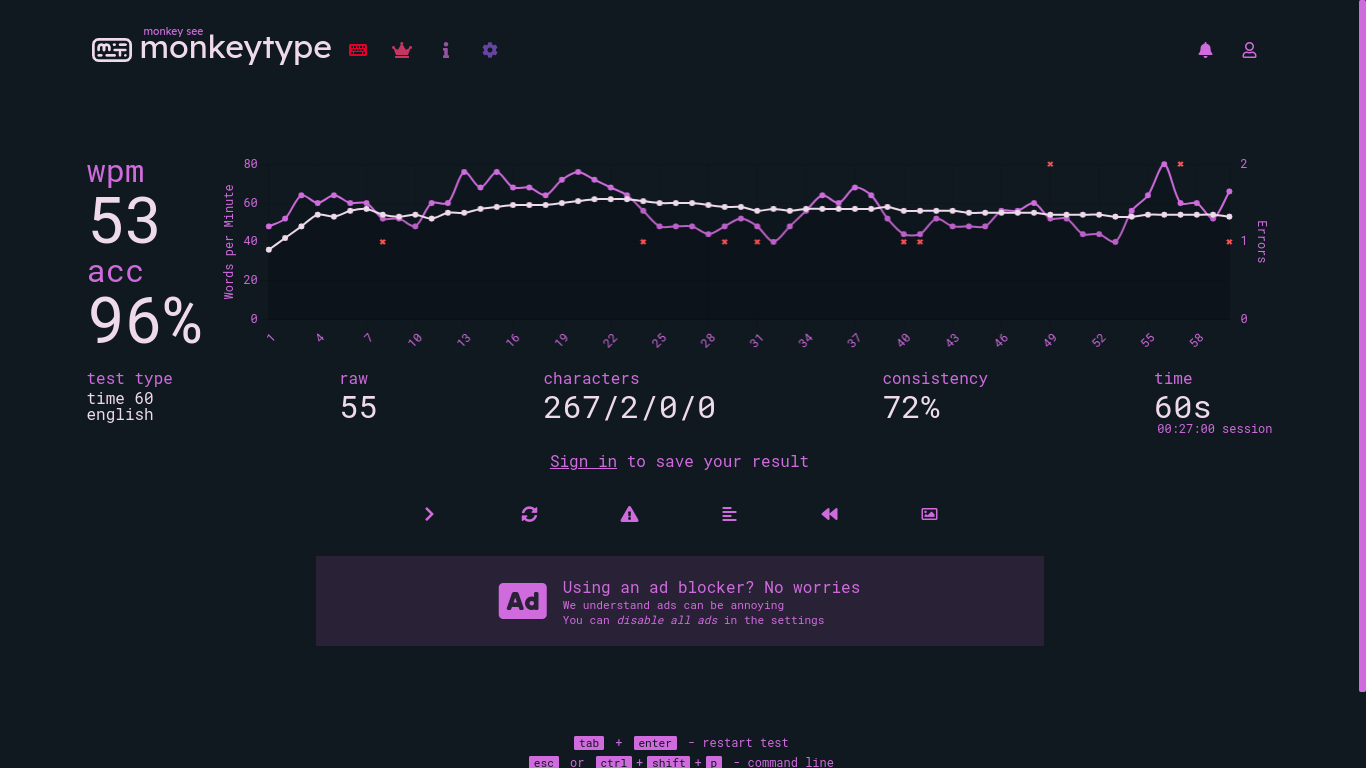 monkey see
monkeytype
wpm
53
acc
96%
Words per Minute
80
60
40
20
0
2
1
0
Errors
1 4 7 10 13 16 19 22 25 28 31 34 37 40 43 46 49 52 55 58
test type
time 60
english
raw
55
characters
267/2/0/0
consistency
72%
time
60s
00:27:00 session
Sign in to save your result
Ad
Using an ad blocker? No worries
We understand ads can be annoying
You can disable all ads in the settings
tab + enter - restart test
esc or ctrl + shift + p - command line